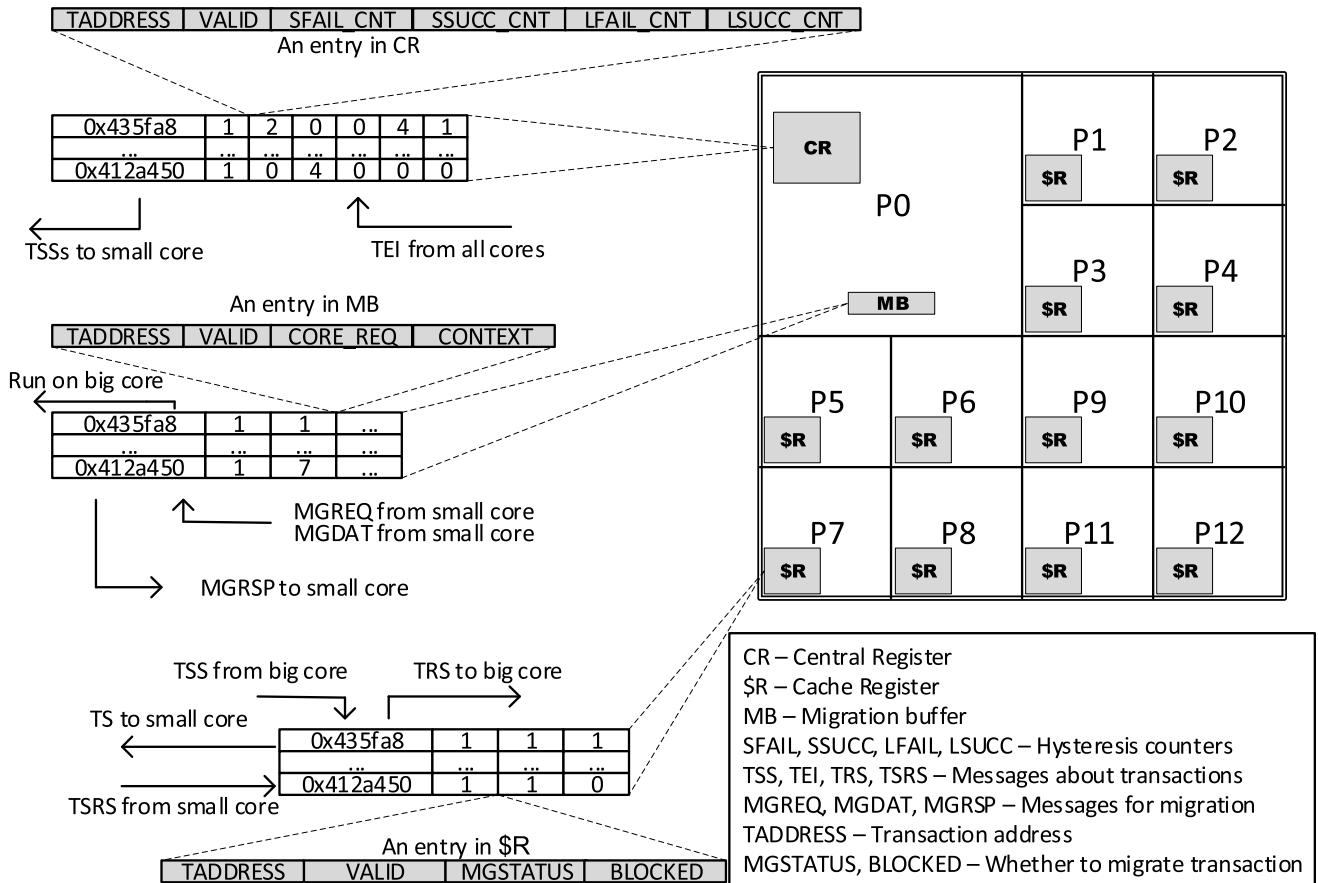 TADDRESS VALID SFAIL_CNT SSUCC_CNT LFAIL_CNT LSUCC_CNT
An entry in CR
0x435fa8 1 2 0 0 4 1
... ... ... ... ... ... ...
0x412a450 1 0 4 0 0 0
TSSs to small core
TEI from all cores
An entry in MB
TADDRESS VALID CORE_REQ CONTEXT
Run on big core
0x435fa8 1 1 ...
... ... ... ...
0x412a450 1 7 ...
MGREQ from small core
MGDAT from small core
MGRSP to small core
TSS from big core
TRS to big core
TS to small core
0x435fa8 1 1 1
... ... ... ...
0x412a450 1 1 0
TSRS from small core
An entry in $R
TADDRESS VALID MGSTATUS BLOCKED
CR
P0
MB
P1 P2
$R $R
P3 P4
$R $R
P5 P6 P9 P10
$R $R $R $R
P7 P8 P11 P12
$R $R $R $R
CR – Central Register
$R – Cache Register
MB – Migration buffer
SFAIL, SSUCC, LFAIL, LSUCC – Hysteresis counters
TSS, TEI, TRS, TSRS – Messages about transactions
MGREQ, MGDAT, MGRSP – Messages for migration
TADDRESS – Transaction address
MGSTATUS, BLOCKED – Whether to migrate transaction